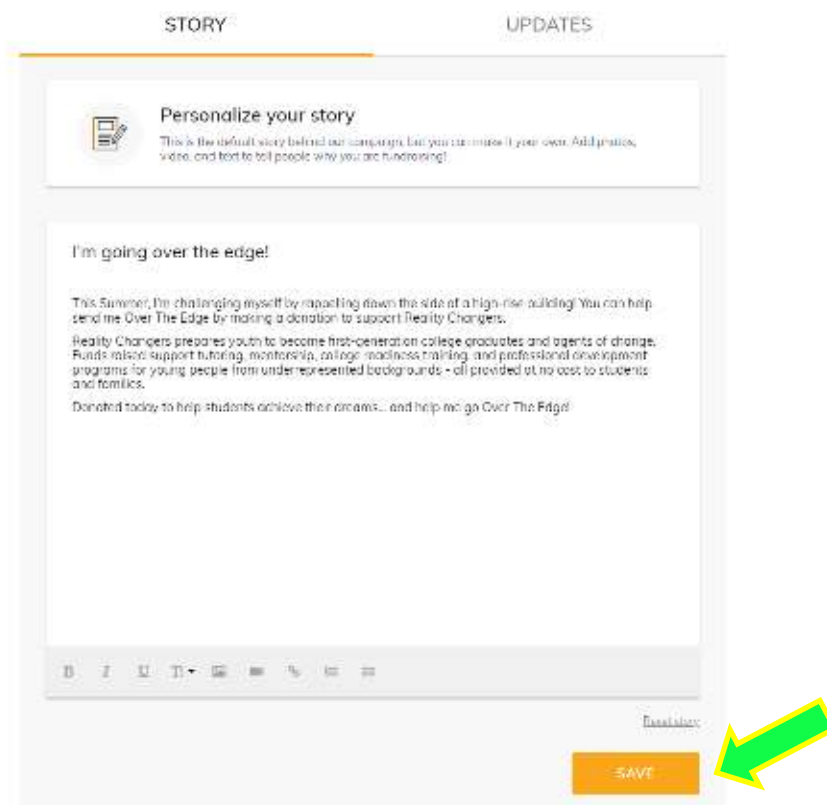 STORY
UPDATES
Personalize your story
This is the default story behind our campaign, but you can make it your own. Add photos,
video, and text to tell people why you are fundraising!
I'm going over the edge!
This Summer, I'm challenging myself by rappelling down the side of a high-rise building! You can help
send me Over The Edge by making a donation to support Reality Changers.
Reality Changers prepares youth to become first-generation college graduates and agents of change.
Funds raised support tutoring, mentorship, college readiness training, and professional development
programs for young people from underrepresented backgrounds - all provided at no cost to students
and families.
Donated today to help students achieve their dreams... and help me go Over The Edge!
B I U T
Reset story
SAVE